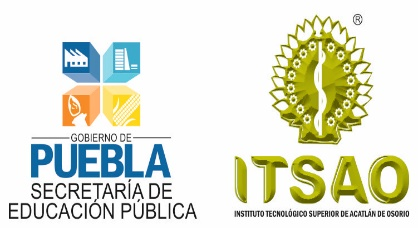 GOBIERNO DE
PUEBLA
SECRETARÍA DE
EDUCACIÓN PÚBLICA
®
ITSAO
INSTITUTO TECNOLÓGICO SUPERIOR DE ACATLÁN DE OSORIO